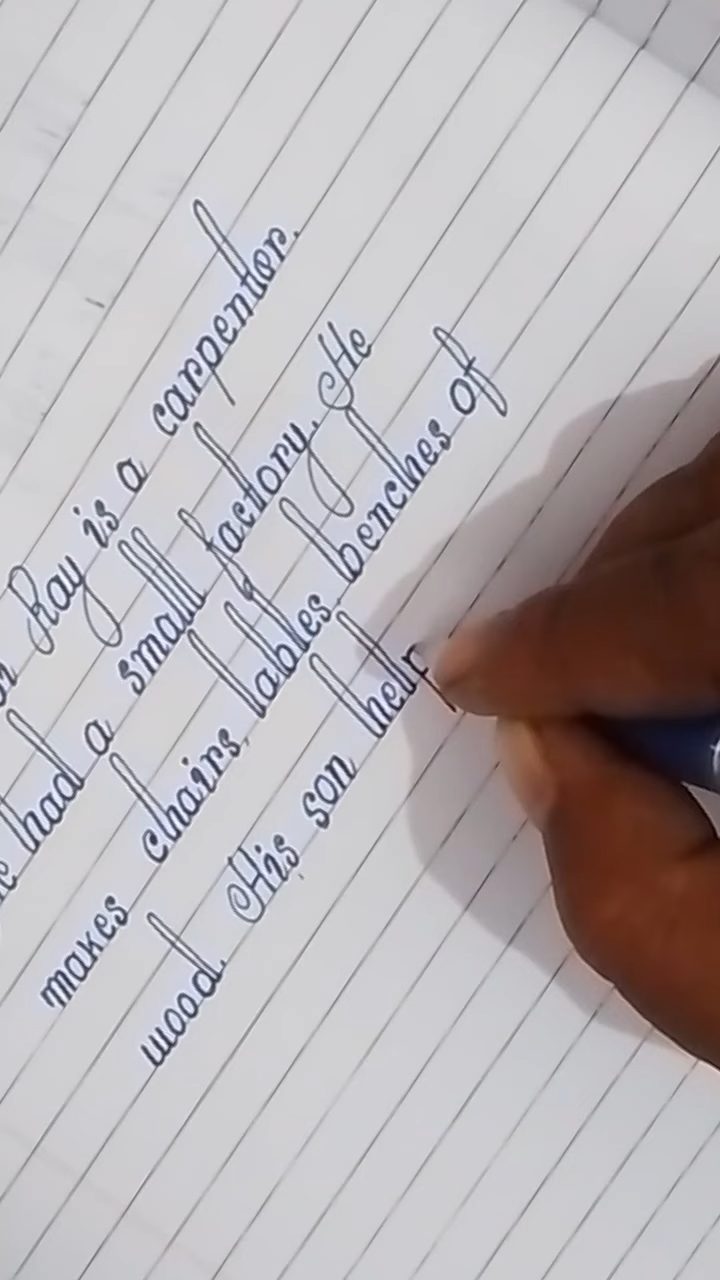 Ray is a carpenter.
had a small factory. He
makes chairs, tables, benches of
wood. His son help